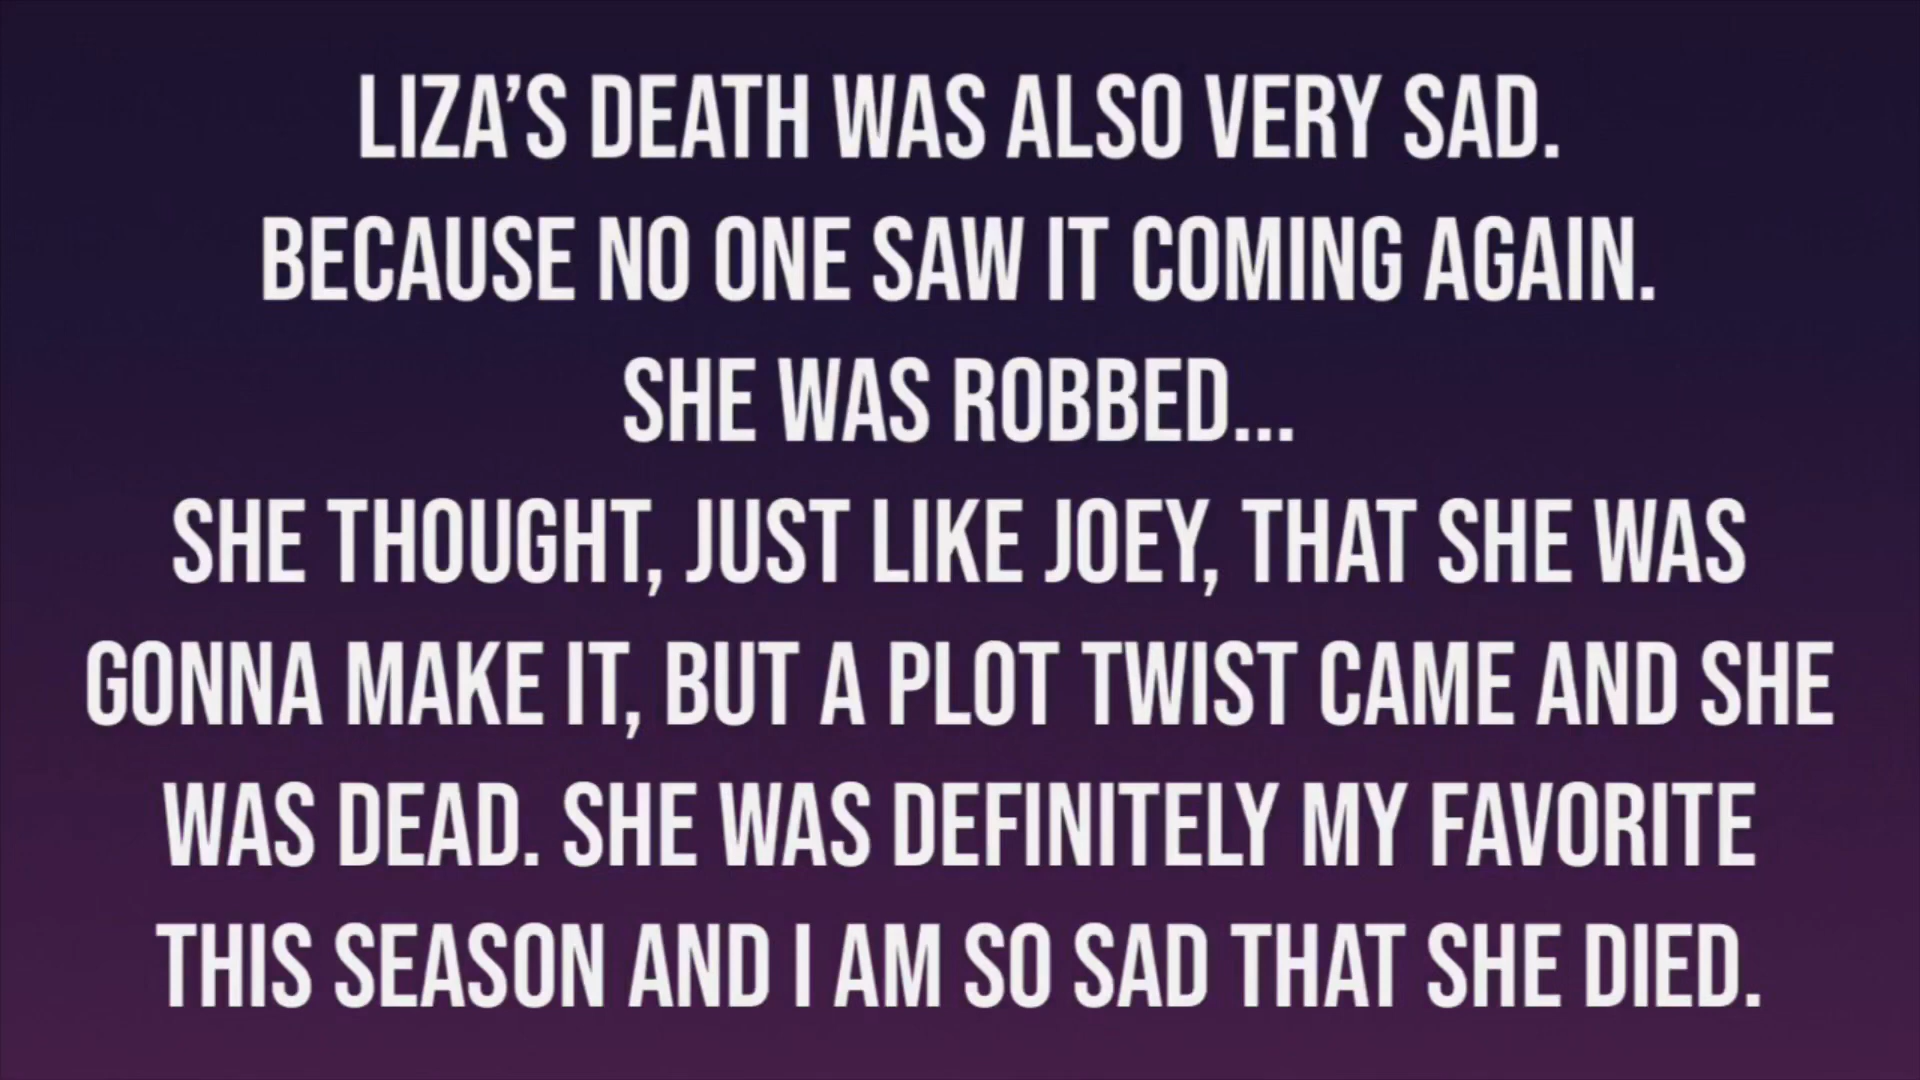 LIZA’S DEATH WAS ALSO VERY SAD.
BECAUSE NO ONE SAW IT COMING AGAIN.
SHE WAS ROBBED...
SHE THOUGHT, JUST LIKE JOEY, THAT SHE WAS
GONNA MAKE IT, BUT A PLOT TWIST CAME AND SHE
WAS DEAD. SHE WAS DEFINITELY MY FAVORITE
THIS SEASON AND I AM SO SAD THAT SHE DIED.